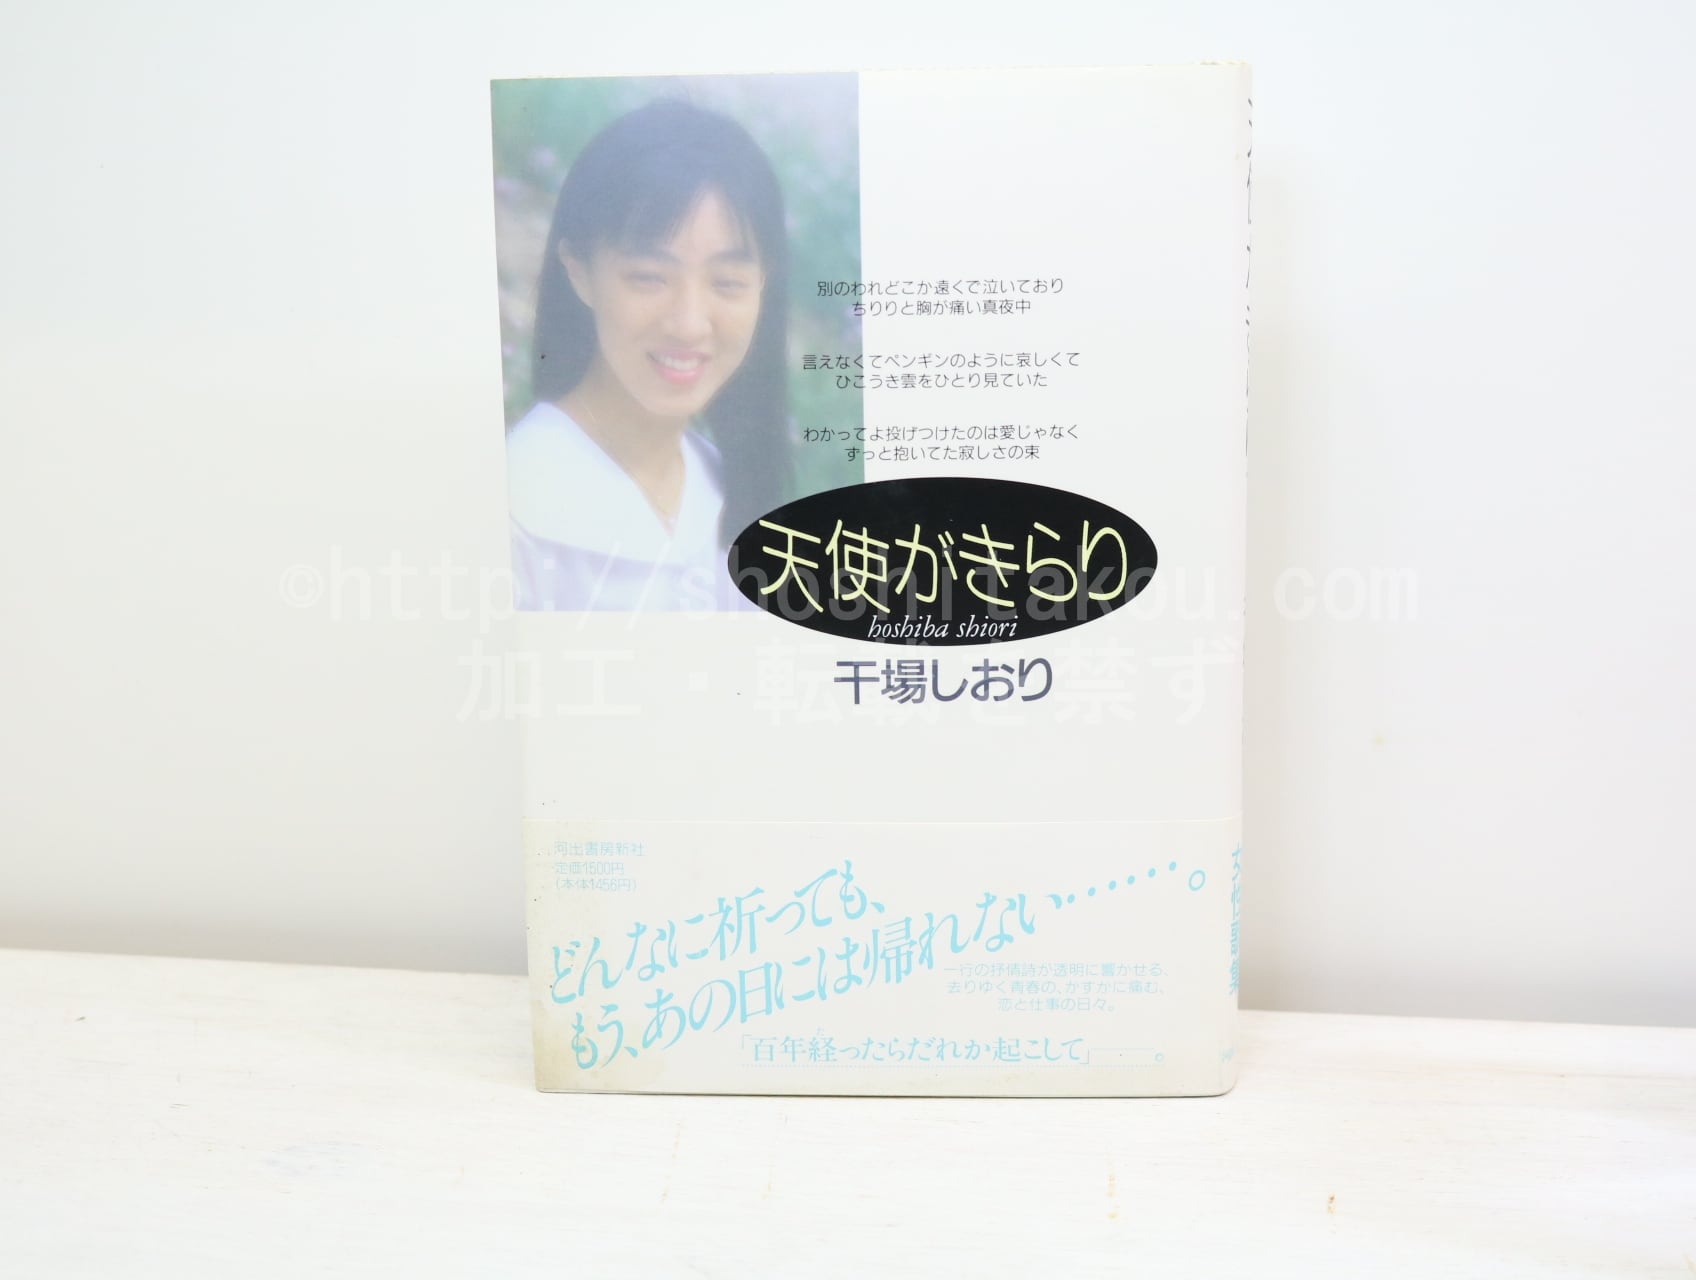 別のわれどこか遠くで泣いており
ちりりと胸が痛い真夜中
言えなくてペンギンのように哀しくて
ひこうき雲をひとり見ていた
わかってよ投げつけたのは愛じゃなく
ずっと抱いてた寂しさの束
天使がきらり
hoshiba shiori
干場しおり
©http://shoshitakou.com
加工・転載を禁ず
河出書房新社
定価1500円
(本体1456円)
どんなに祈っても、
もう、あの日には帰れない……。
一行の抒情詩が透明に響かせる、
去りゆく青春の、かすかに痛む、
恋と仕事の日々。
「百年経ったらだれか起こして」――。
た